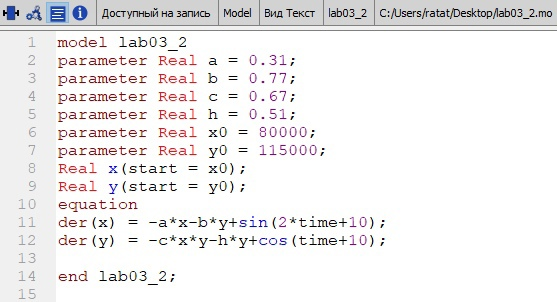 Доступный на запись Model Вид Текст lab03_2 C:/Users/ratat/Desktop/lab03_2.mo
1 model lab03_2
2 parameter Real a = 0.31;
3 parameter Real b = 0.77;
4 parameter Real c = 0.67;
5 parameter Real h = 0.51;
6 parameter Real x0 = 80000;
7 parameter Real y0 = 115000;
8 Real x(start = x0);
9 Real y(start = y0);
10 equation
11 der(x) = -a*x-b*y+sin(2*time+10);
12 der(y) = -c*x*y-h*y+cos(time+10);
13
14 end lab03_2;
15